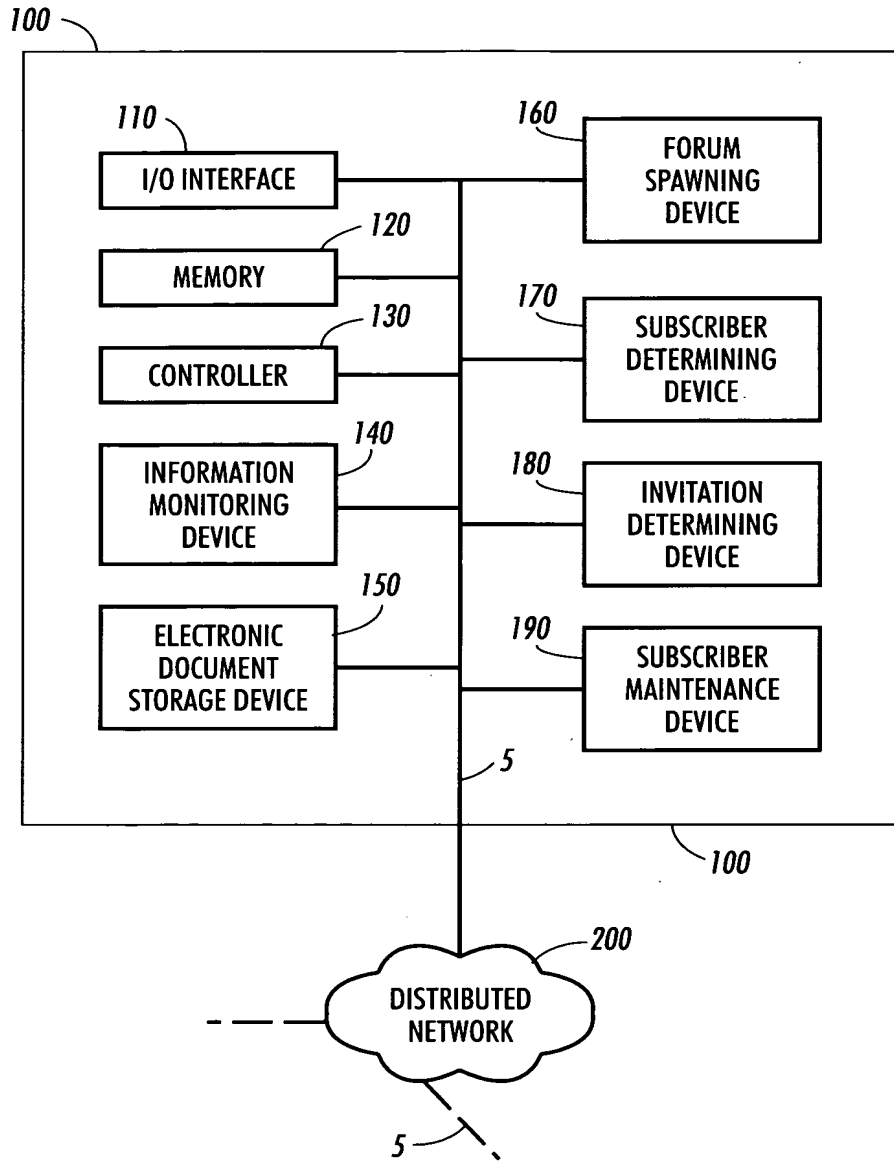 100
110
I/O INTERFACE
120
MEMORY
130
CONTROLLER
140
INFORMATION
MONITORING
DEVICE
150
ELECTRONIC
DOCUMENT
STORAGE DEVICE
160
FORUM
SPAWNING
DEVICE
170
SUBSCRIBER
DETERMINING
DEVICE
180
INVITATION
DETERMINING
DEVICE
190
SUBSCRIBER
MAINTENANCE
DEVICE
5
100
200
DISTRIBUTED
NETWORK
5